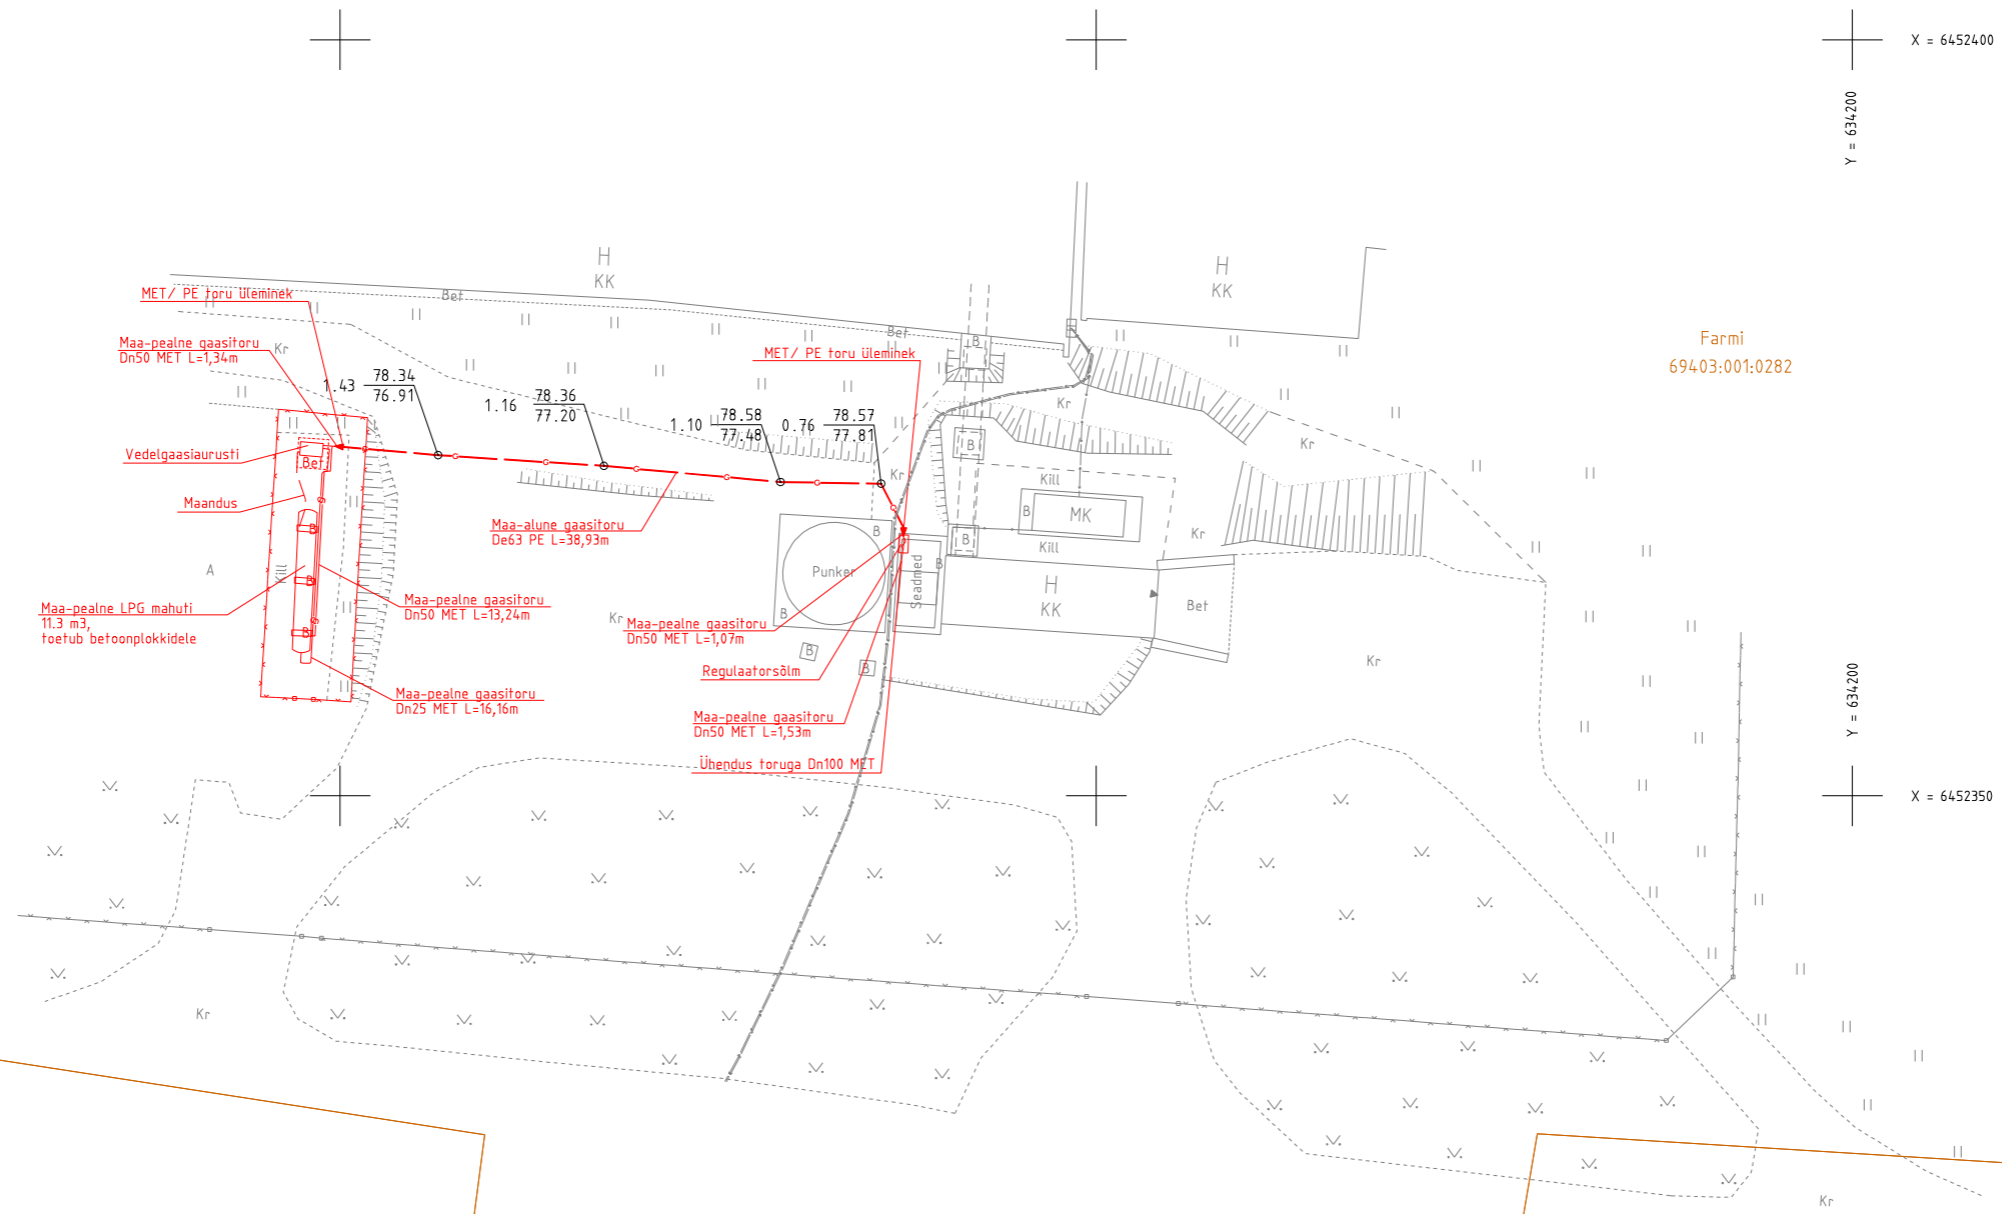 X = 6452400
Y = 634200
H
KK
H
KK
Bet
MET/ PE toru üleminek
Bet
B
Farmi
69403:001:0282
Maa-pealne gaasitoru
Dn50 MET L=1,34m
Kr
MET/ PE toru üleminek
1.43
78.34
76.91
1.16
78.36
77.20
1.10
78.58
77.48
0.76
78.57
77.81
Kr
Kr
B
Vedelgaasiaurusti
Bet
Kr
Kill
Maandus
G
G
G
G
G
G
G
B
MK
B
Maa-alune gaasitoru
De63 PE L=38,93m
B
B
Kill
Kr
A
Kill
Punker
Seadmed
B
H
KK
Bet
B
B
B
G
G
Maa-pealne LPG mahuti
11.3 m3,
toetub betoonplokkidele
Maa-pealne gaasitoru
Dn50 MET L=13,24m
Kr
B
Maa-pealne gaasitoru
Dn50 MET L=1,07m
B
B
Regulaatorsõlm
Kr
Maa-pealne gaasitoru
Dn25 MET L=16,16m
Maa-pealne gaasitoru
Dn50 MET L=1,53m
Y = 634200
Ühendus toruga Dn100 MET
X = 6452350
Kr
Kr